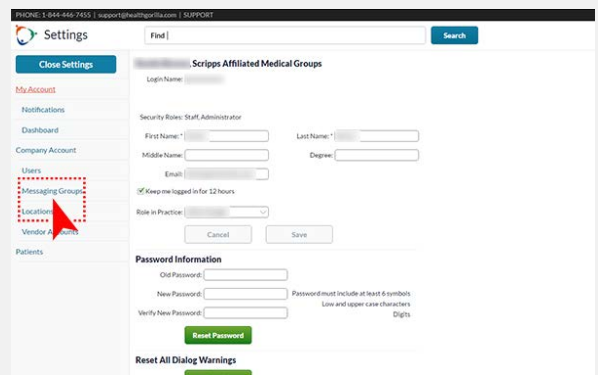 PHONE: 1-844-446-7455 | support@healthgorilla.com | SUPPORT
Settings
Find
Search
Close Settings
My Account
Notifications
Dashboard
Company Account
Users
Messaging Groups
Locations
Vendor
Patients
, Scripps Affiliated Medical Groups
Login Name:
Security Roles: Staff, Administrator
First Name: * Last Name: *
Middle Name: Degree:
Email:
Keep me logged in for 12 hours
Role in Practice:
Cancel Save
Password Information
Old Password:
New Password: Password must include at least 6 symbols
Low and upper case characters
Verify New Password: Digits
Reset Password
Reset All Dialog Warnings